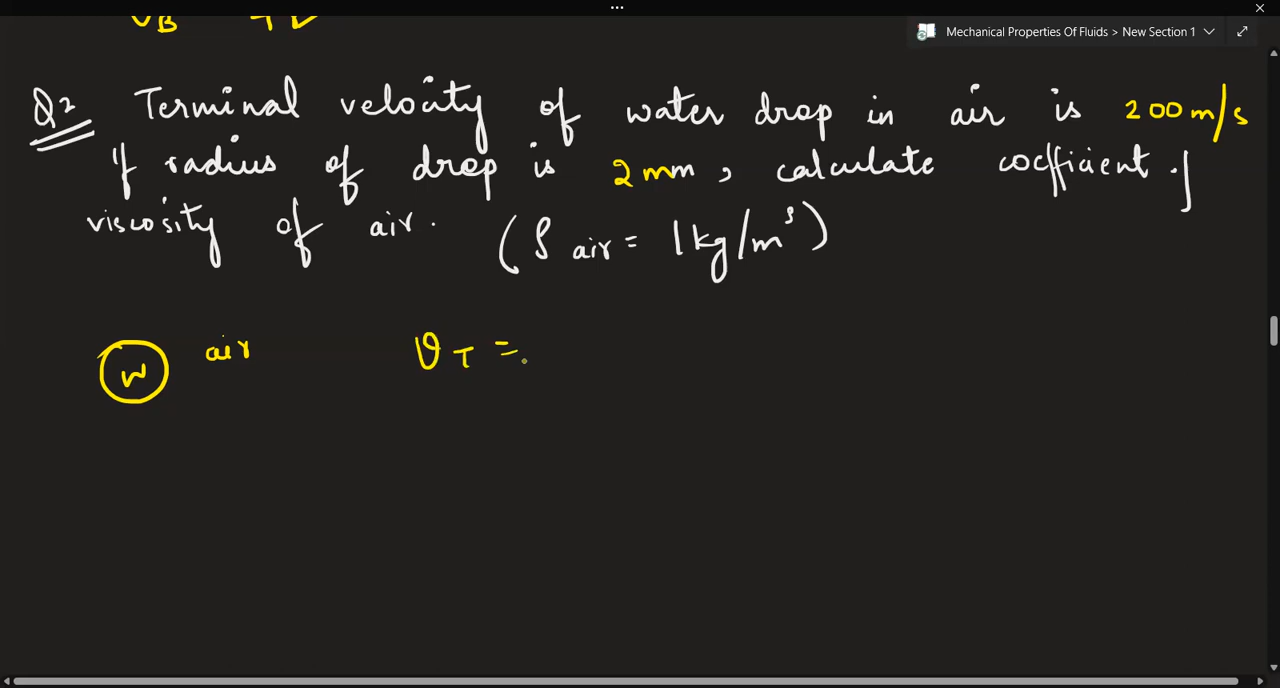 Mechanical Properties Of Fluids > New Section 1
Q2 Terminal velocity of water drop in air is 200 m/s
If radius of drop is 2 mm, calculate coefficient of
viscosity of air. (ρ air = 1 kg/m³)
w air v T =